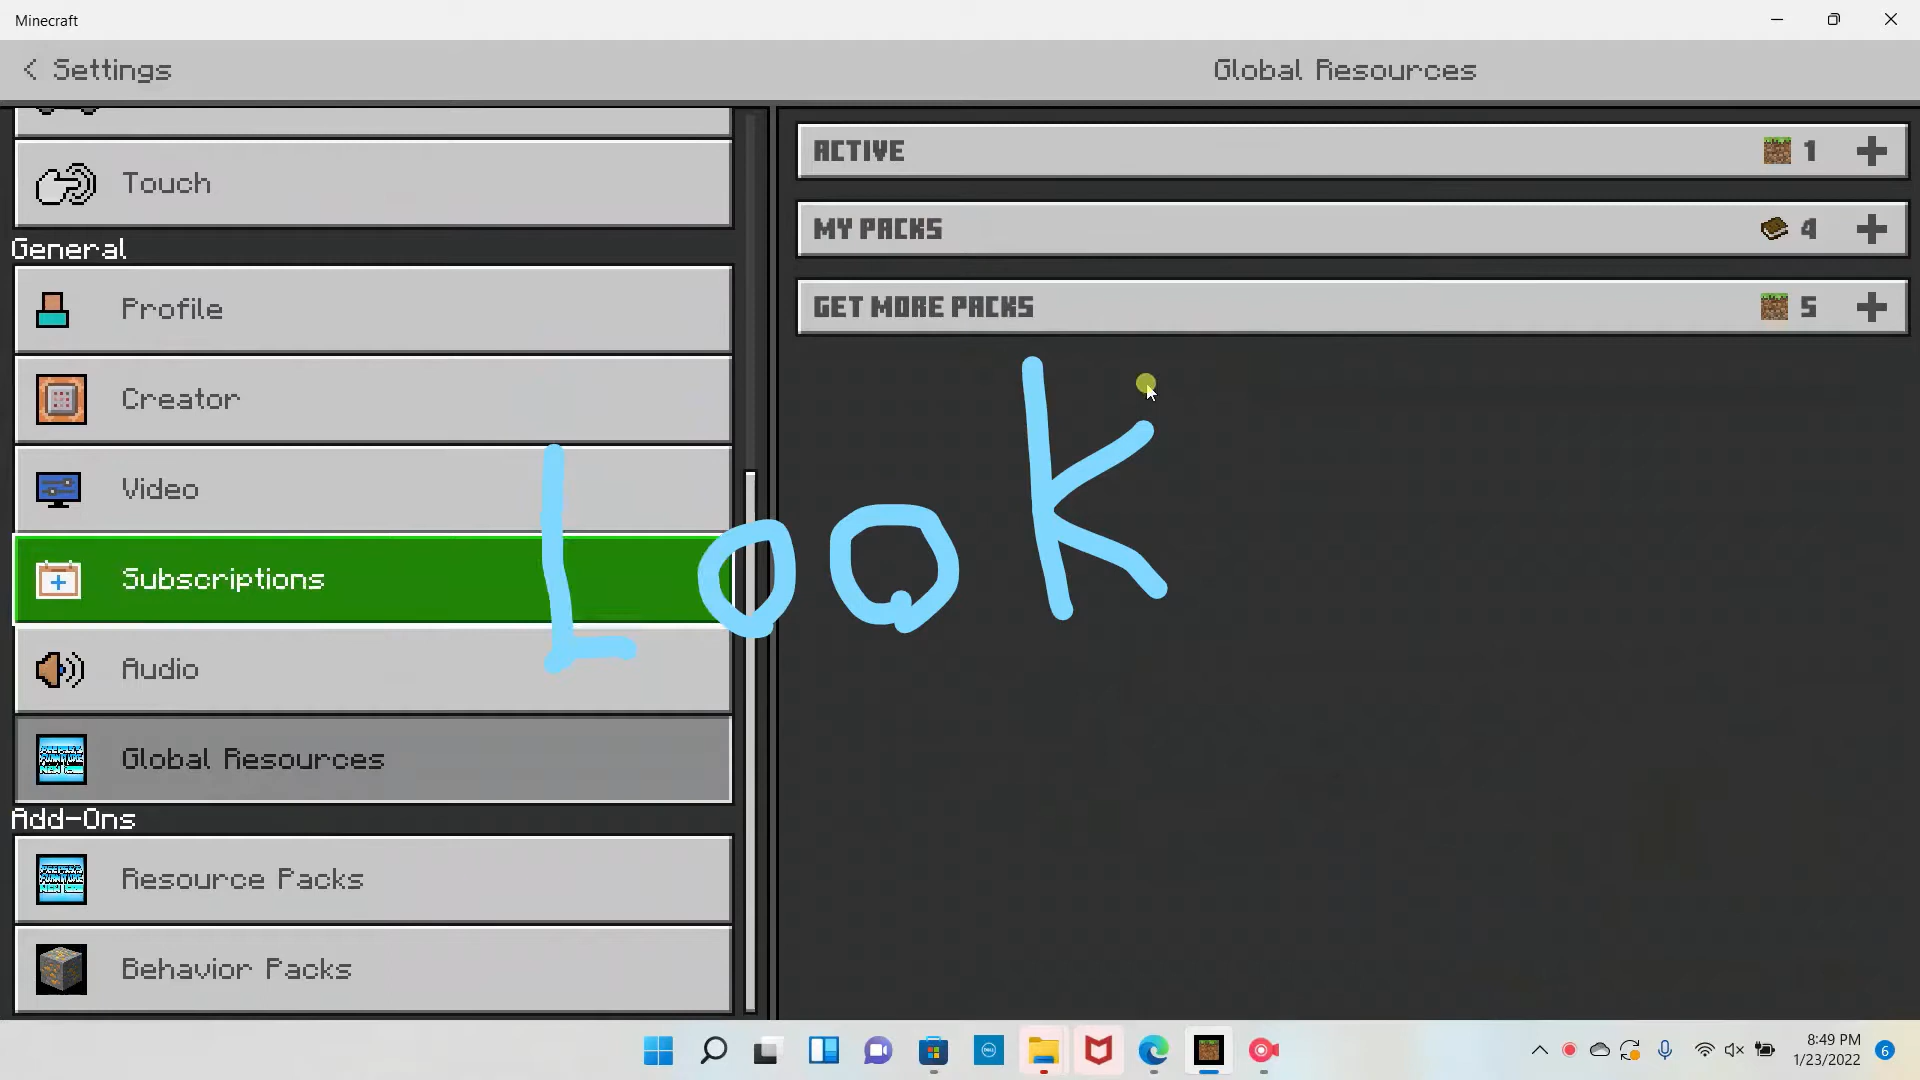 Minecraft
Settings
Global Resources
Touch
General
Profile
Creator
Video
Subscriptions
Audio
Global Resources
Add-Ons
Resource Packs
Behavior Packs
ACTIVE
1
MY PACKS
4
GET MORE PACKS
5
LooK
8:49 PM
1/23/2022
6